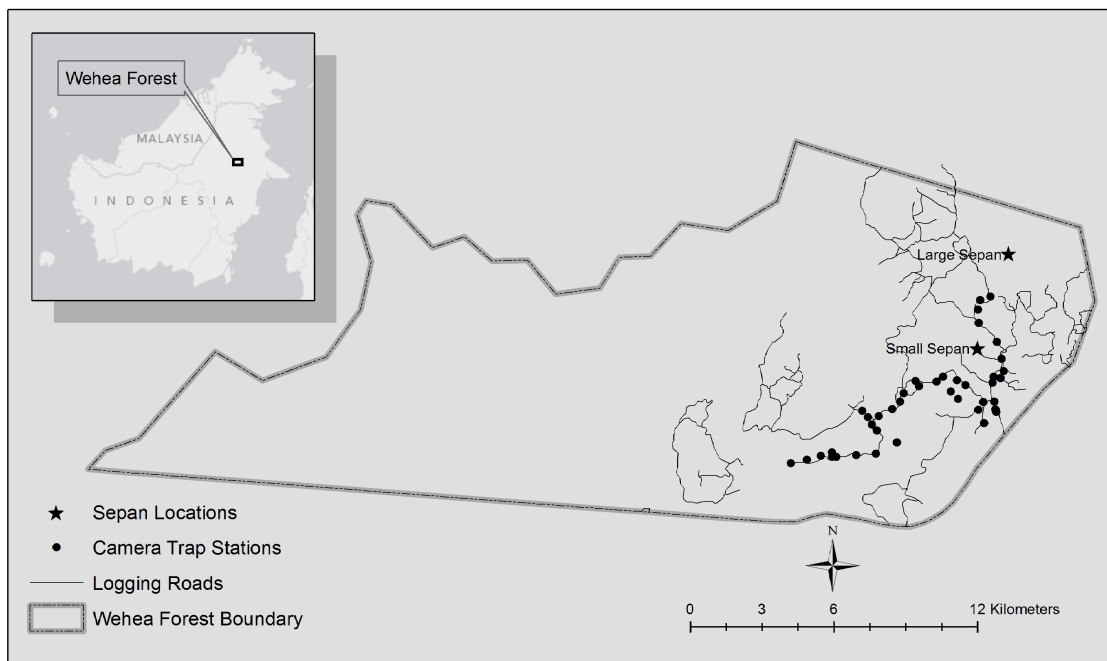 Wehea Forest
MALAYSIA
INDONESIA
Large Sepan
Small Sepan
Sepan Locations
Camera Trap Stations
Logging Roads
Wehea Forest Boundary
N
0 3 6 12 Kilometers